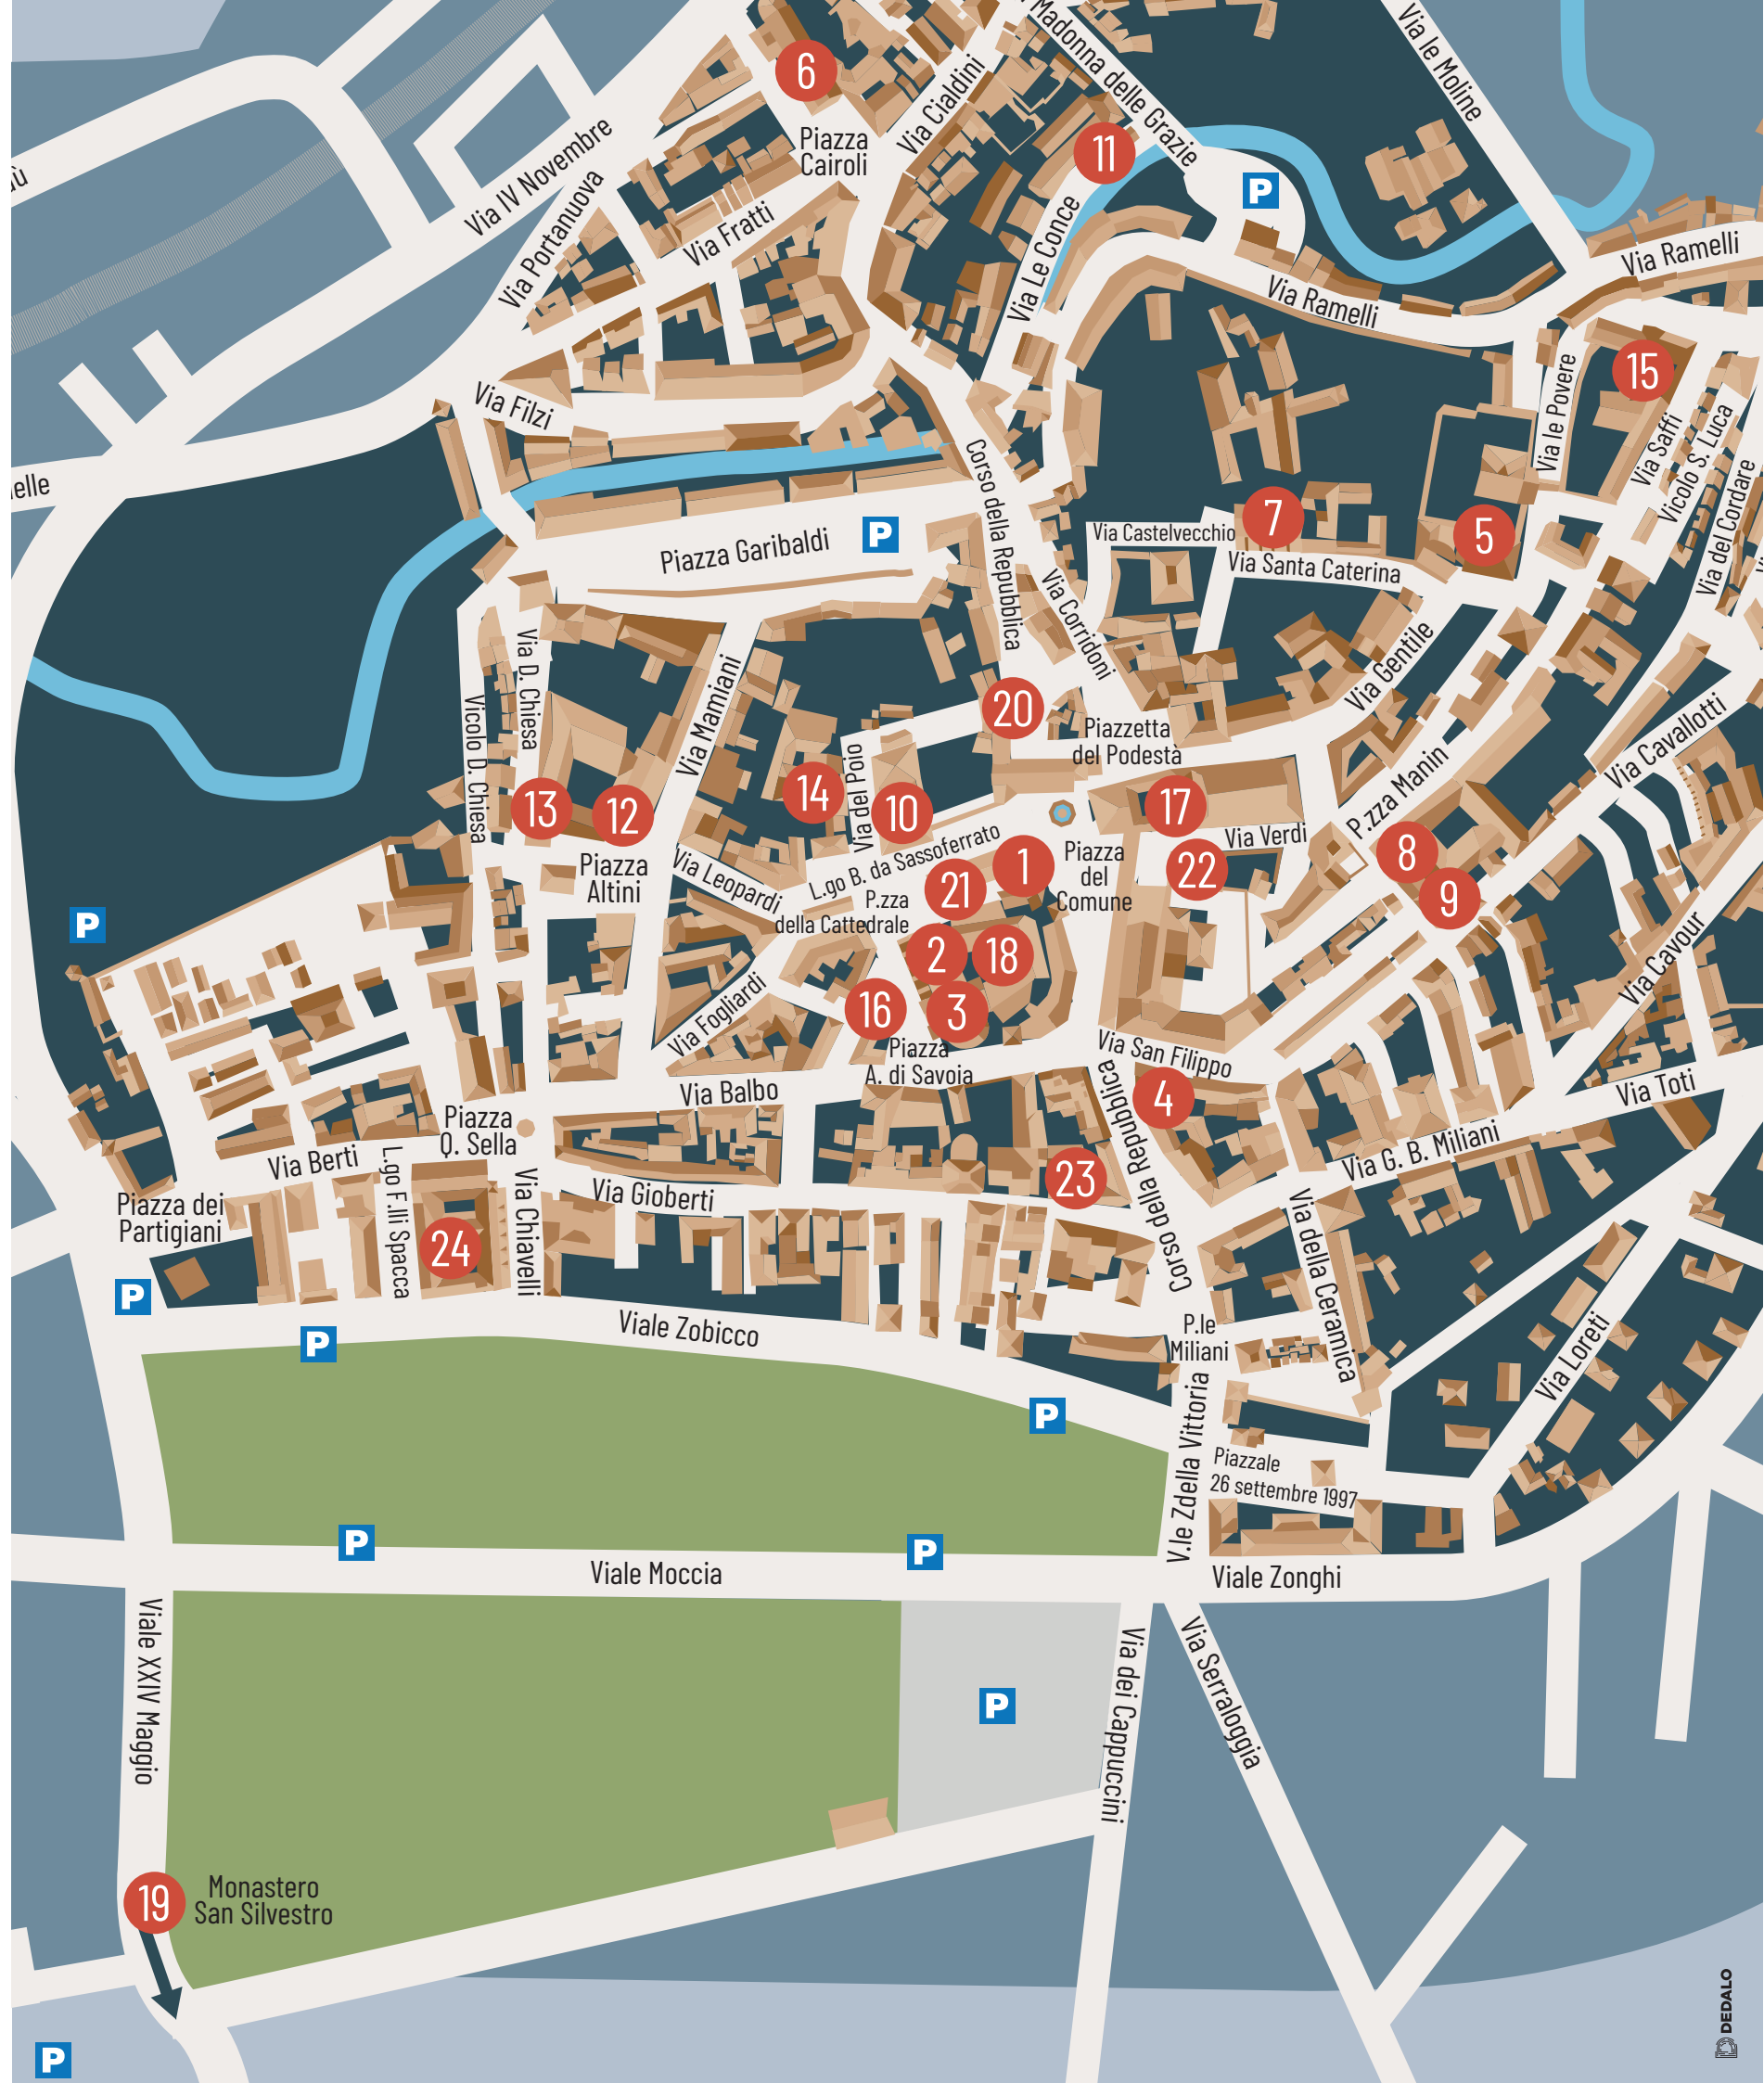 Madonna delle Grazie
Via le Moline
6
Via Cialdini
Piazza
Cairoli
11
P
Via IV Novembre
Via Portanuova
Via Fratti
Via Le Conce
Via Ramelli
Via Ramelli
15
Via le Povere
Via Filzi
Via Saffi
Vicolo S. Luca
Via del Cordare
elle
Corso della Repubblica
P
Piazza Garibaldi
Via Castelvecchio
7
5
Via Santa Caterina
Via Corridoni
Via Gentile
Via D. Chiesa
Vicolo D. Chiesa
Via Mamiani
20
Piazzetta
del Podestà
Via Cavallotti
P.zza Manin
13
12
14
Via del Poio
10
17
Via Verdi
8
9
Piazza
Altini
Via Leopardi
L.go B. da Sassoferrato
1
Piazza
del
Comune
22
21
P.zza
della Cattedrale
P
2
18
Via Cavour
16
3
Via Fogliardi
Piazza
A. di Savoia
Via San Filippo
4
Via Toti
Via Balbo
Piazza
Q. Sella
Via Berti
L.go F.lli Spacca
Via G. B. Miliani
Corso della Repubblica
23
Via Gioberti
Piazza dei
Partigiani
Via Chiavelli
24
Via della Ceramica
P
P
Viale Zobicco
P.le
Miliani
Via Loreti
P
V.le Zdella Vittoria
Piazzale
26 settembre 1997
P
P
Viale Moccia
Viale Zonghi
Viale XXIV Maggio
Via dei Cappuccini
Via Serraloggia
P
19
Monastero
San Silvestro
P
DEDALO